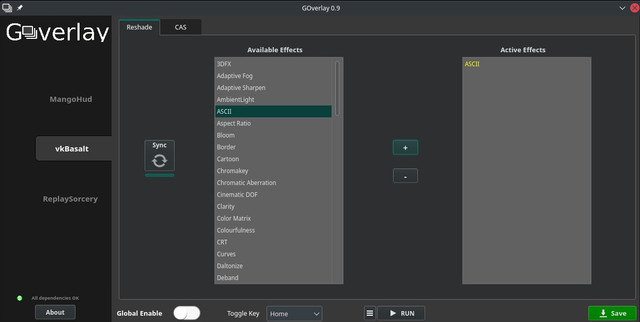 GOverlay 0.9
GOverlay
Reshade
CAS
Available Effects
Active Effects
MangoHud
vkBasalt
ReplaySorcery
Sync
3DFX
Adaptive Fog
Adaptive Sharpen
AmbientLight
ASCII
Aspect Ratio
Bloom
Border
Cartoon
Chromakey
Chromatic Aberration
Cinematic DOF
Clarity
Color Matrix
Colourfulness
CRT
Curves
Daltonize
Deband
+
-
ASCII
All dependencies OK
About
Global Enable
Toggle Key
Home
RUN
Save